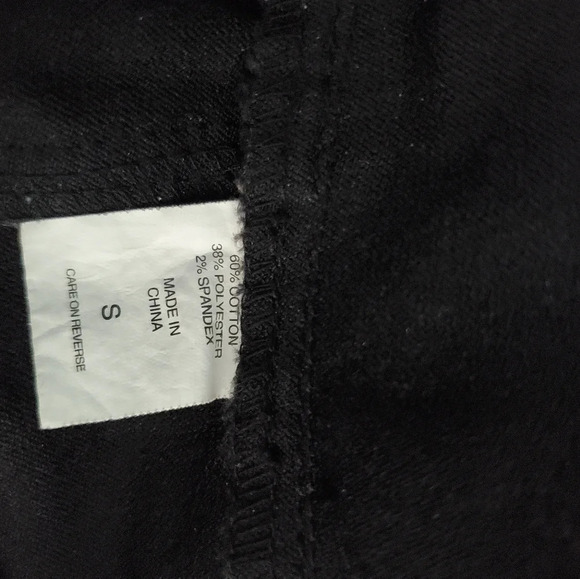 60% COTTON
38% POLYESTER
2% SPANDEX
MADE IN
CHINA
S
CARE ON REVERSE